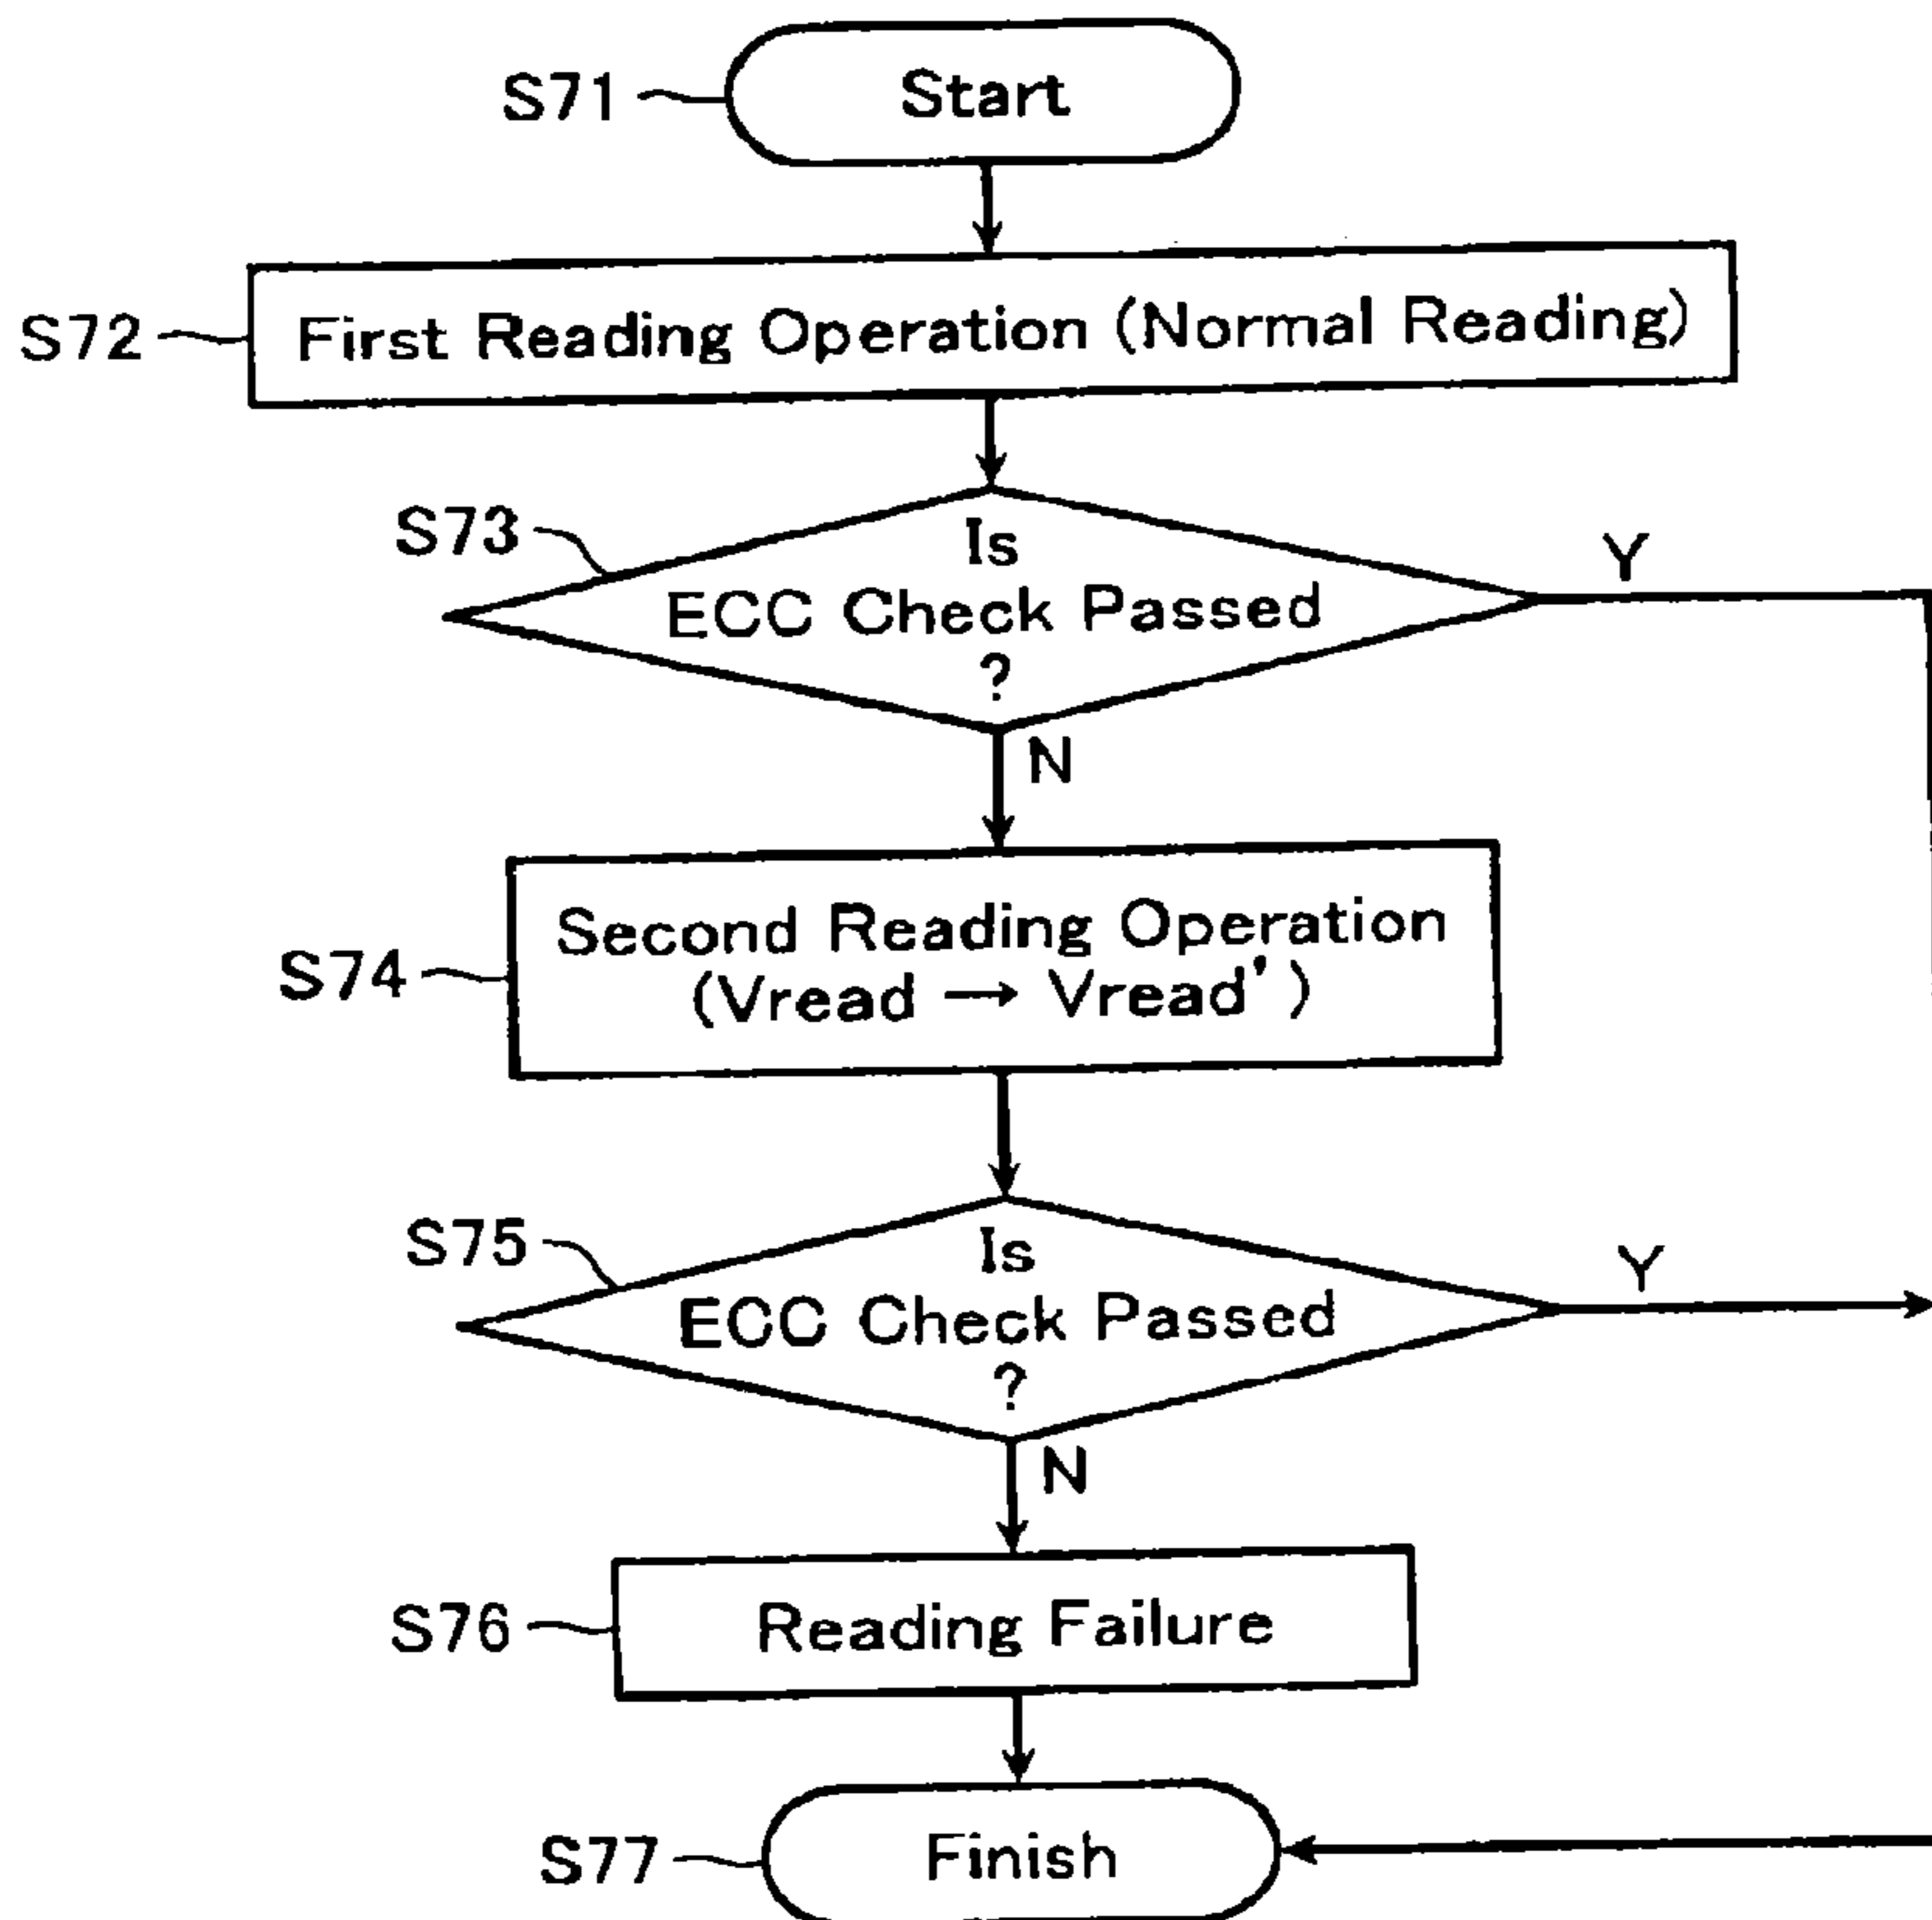 S71
Start
S72
First Reading Operation (Normal Reading)
S73
Is
ECC Check Passed
?
Y
N
S74
Second Reading Operation
(Vread → Vread')
S75
Is
ECC Check Passed
?
Y
N
S76
Reading Failure
S77
Finish